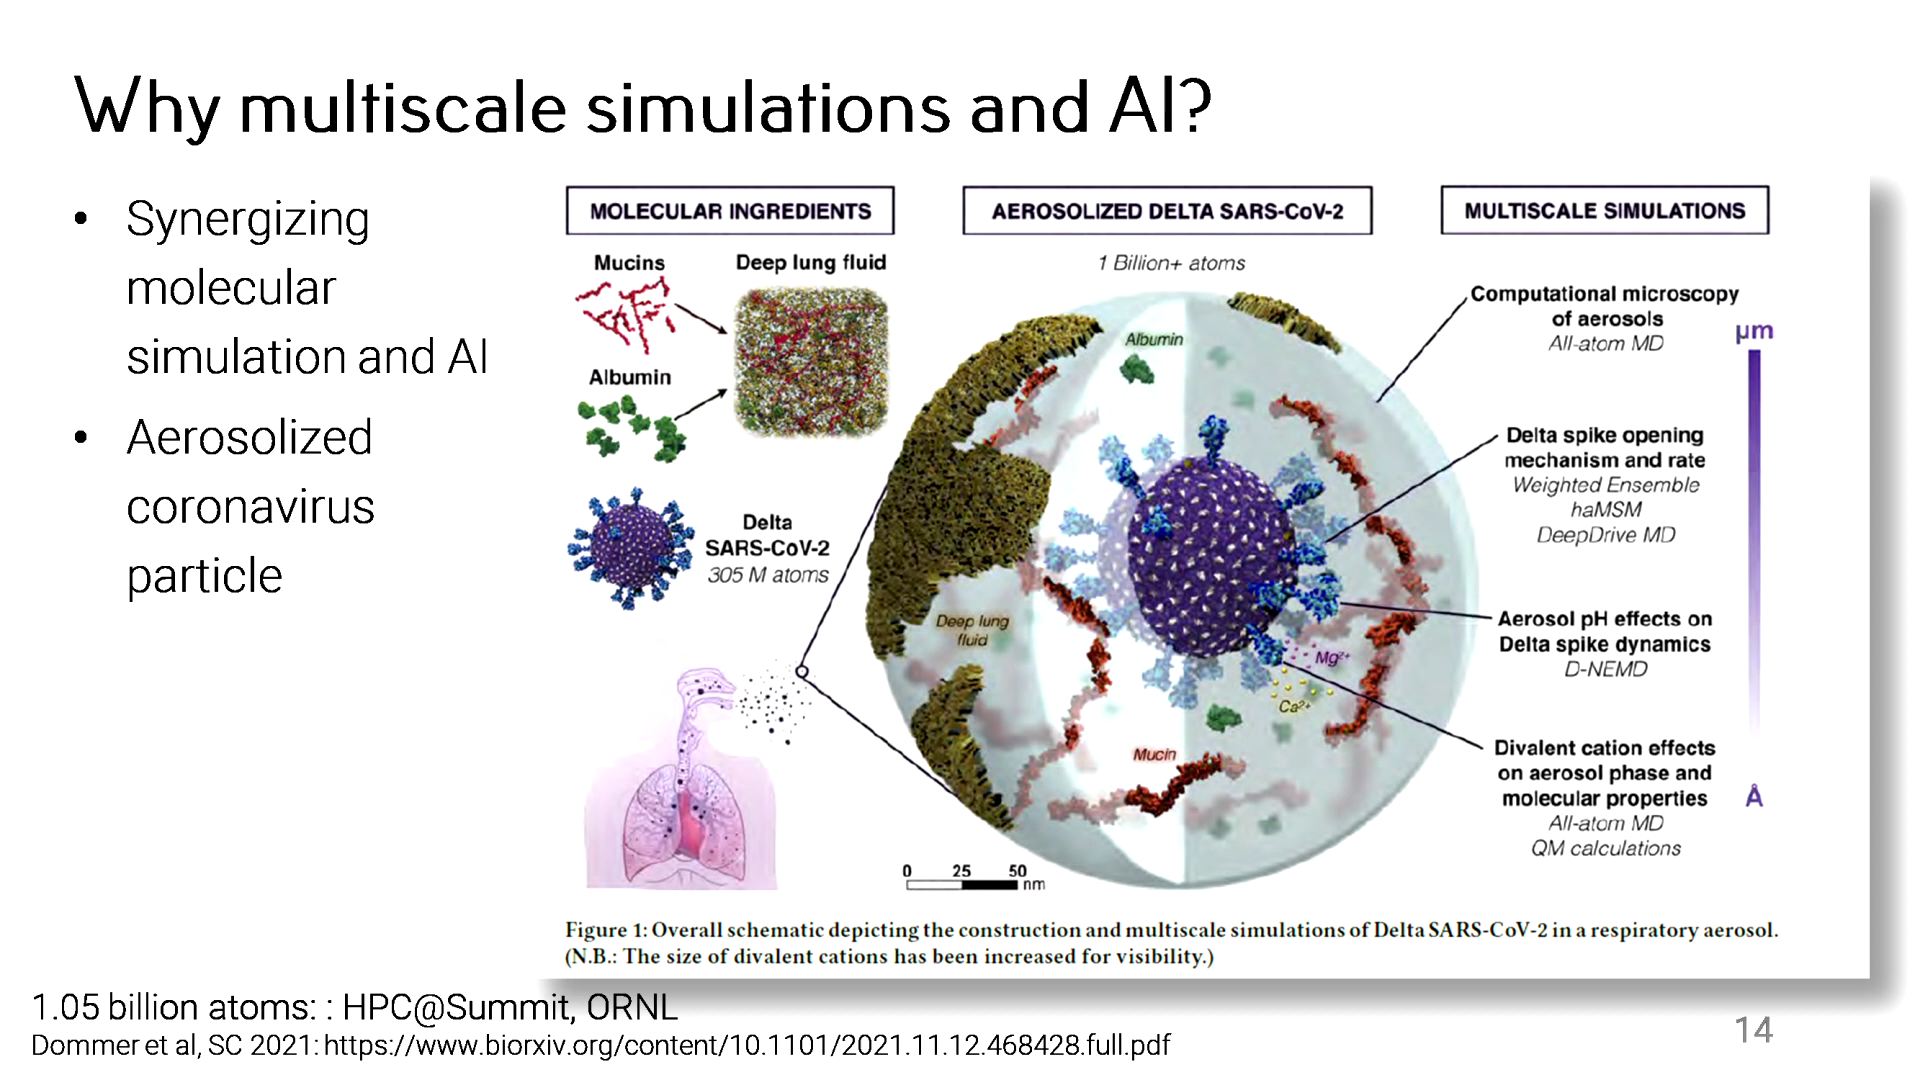 Why multiscale simulations and AI?
• Synergizing
molecular
simulation and AI
• Aerosolized
coronavirus
particle
MOLECULAR INGREDIENTS
Mucins
Deep lung fluid
Albumin
Delta
SARS-CoV-2
305 M atoms
AEROSOLIZED DELTA SARS-CoV-2
1 Billion+ atoms
Albumin
Deep lung
fluid
Mg²⁺
Ca²⁺
Mucin
0 25 50
nm
MULTISCALE SIMULATIONS
Computational microscopy
of aerosols
All-atom MD
µm
Delta spike opening
mechanism and rate
Weighted Ensemble
haMSM
DeepDrive MD
Aerosol pH effects on
Delta spike dynamics
D-NEMD
Divalent cation effects
on aerosol phase and
molecular properties
All-atom MD
QM calculations
Å
Figure 1: Overall schematic depicting the construction and multiscale simulations of Delta SARS-CoV-2 in a respiratory aerosol.
(N.B.: The size of divalent cations has been increased for visibility.)
1.05 billion atoms: : HPC@Summit, ORNL
Dommer et al, SC 2021: https://www.biorxiv.org/content/10.1101/2021.11.12.468428.full.pdf
14